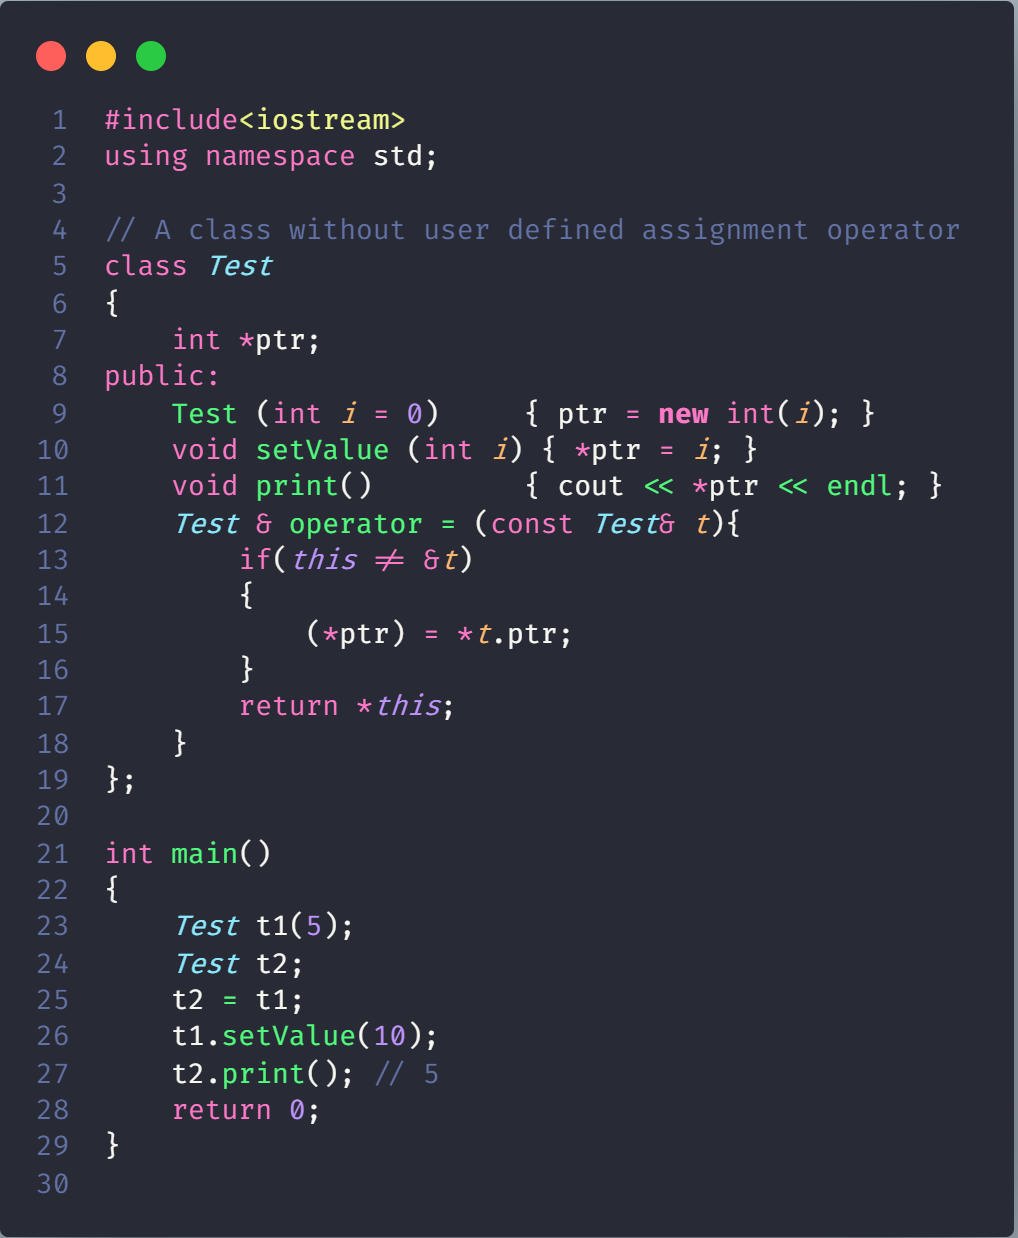 1 #include<iostream>
2 using namespace std;
3
4 // A class without user defined assignment operator
5 class Test
6 {
7     int *ptr;
8 public:
9     Test (int i = 0)     { ptr = new int(i); }
10     void setValue (int i) { *ptr = i; }
11     void print()         { cout << *ptr << endl; }
12     Test & operator = (const Test& t){
13         if(this != &t)
14         {
15             (*ptr) = *t.ptr;
16         }
17         return *this;
18     }
19 };
20
21 int main()
22 {
23     Test t1(5);
24     Test t2;
25     t2 = t1;
26     t1.setValue(10);
27     t2.print(); // 5
28     return 0;
29 }
30